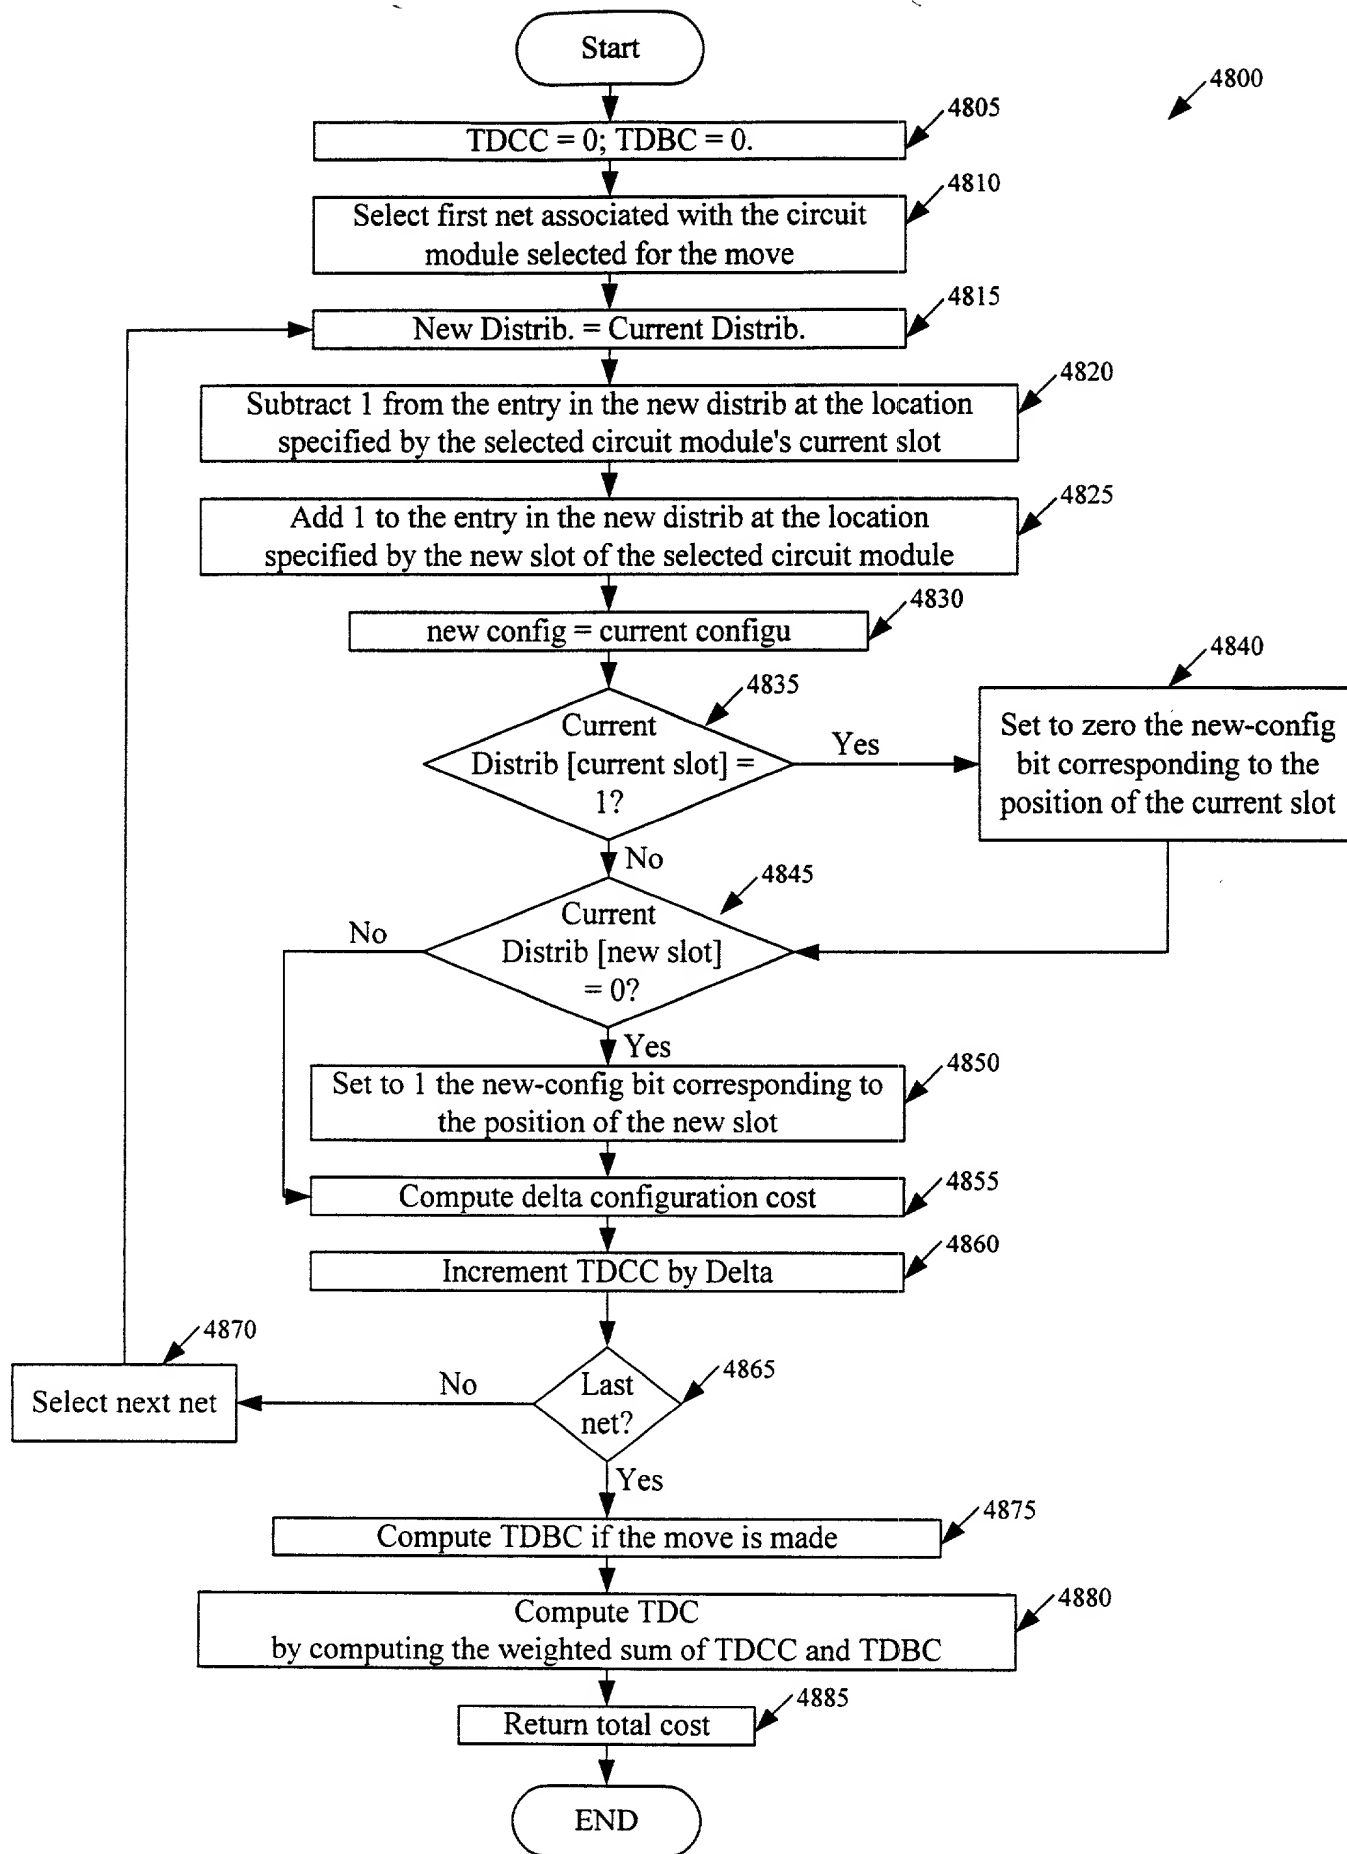 Start
4800
4805
TDCC = 0; TDBC = 0.
4810
Select first net associated with the circuit
module selected for the move
4815
New Distrib. = Current Distrib.
4820
Subtract 1 from the entry in the new distrib at the location
specified by the selected circuit module's current slot
4825
Add 1 to the entry in the new distrib at the location
specified by the new slot of the selected circuit module
4830
new config = current configu
4835
Current
Distrib [current slot] =
1?
Yes
4840
Set to zero the new-config
bit corresponding to the
position of the current slot
No
4845
Current
Distrib [new slot]
= 0?
No
Yes
4850
Set to 1 the new-config bit corresponding to
the position of the new slot
4855
Compute delta configuration cost
4860
Increment TDCC by Delta
4865
Last
net?
No
4870
Select next net
Yes
4875
Compute TDBC if the move is made
4880
Compute TDC
by computing the weighted sum of TDCC and TDBC
4885
Return total cost
END